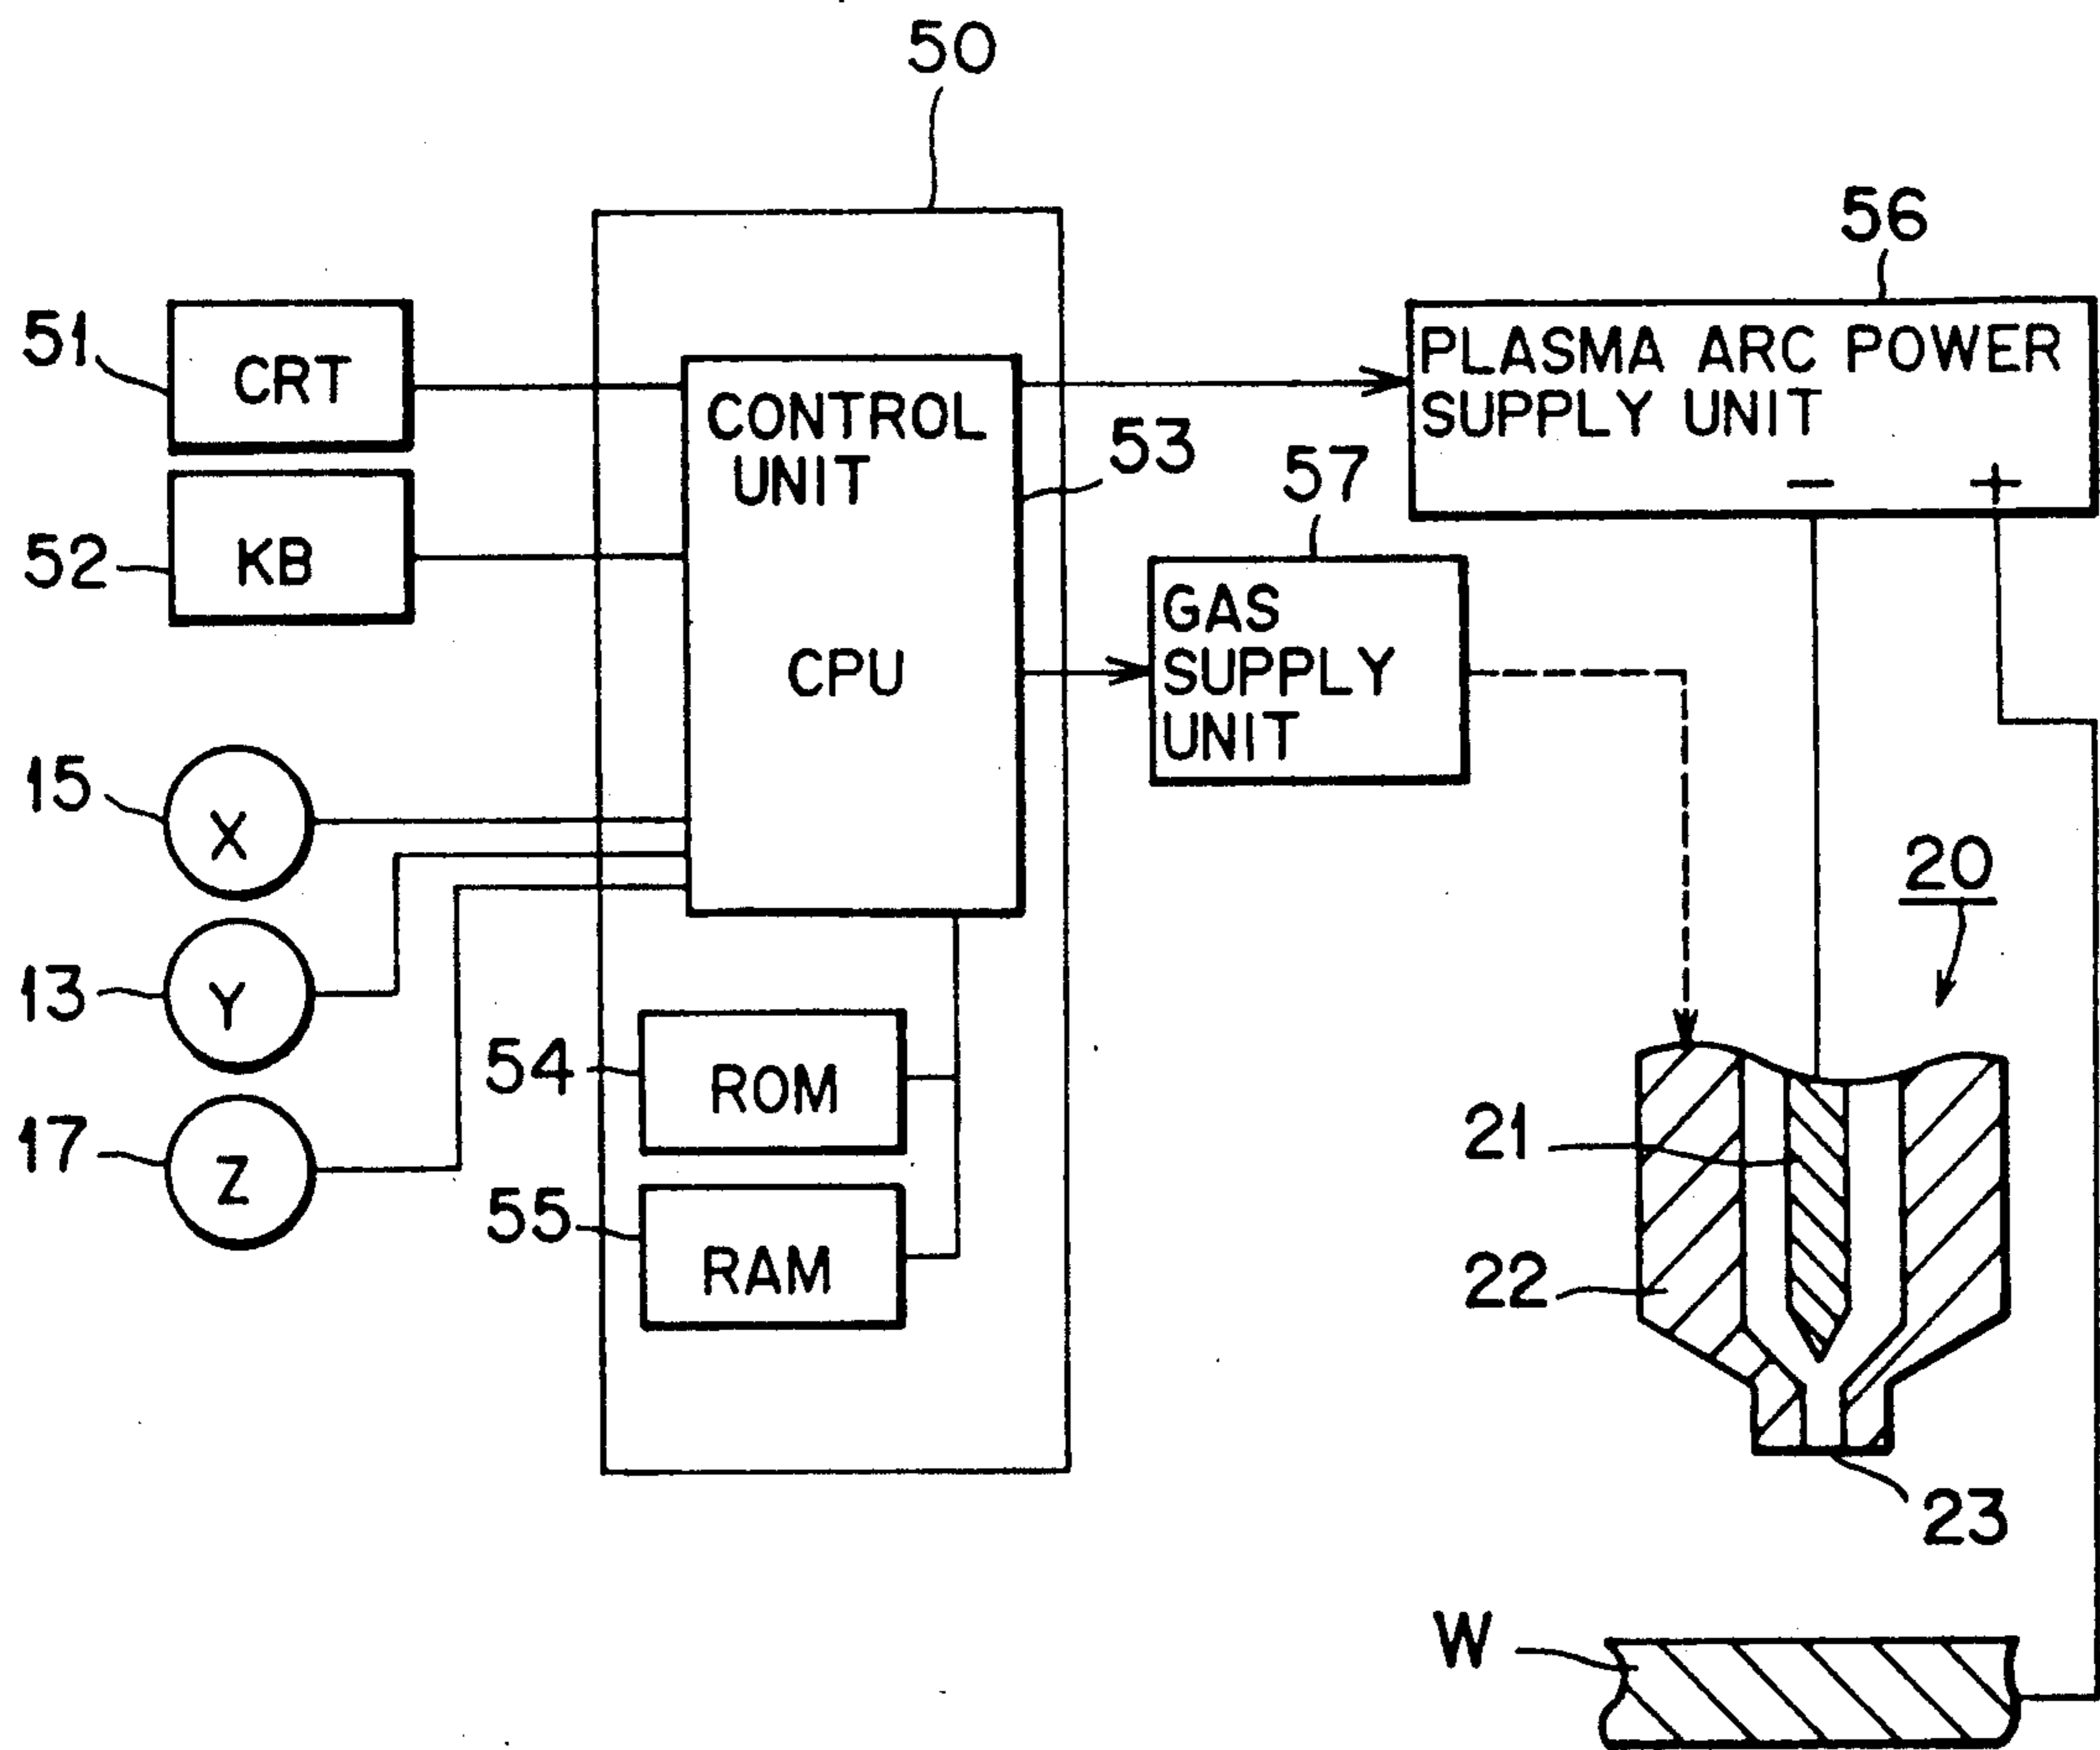 50
56
51
CRT
CONTROL
UNIT
CPU
53
PLASMA ARC POWER
SUPPLY UNIT
− +
57
52
KB
GAS
SUPPLY
UNIT
15
X
20
13
Y
54
ROM
21
17
Z
55
RAM
22
23
W